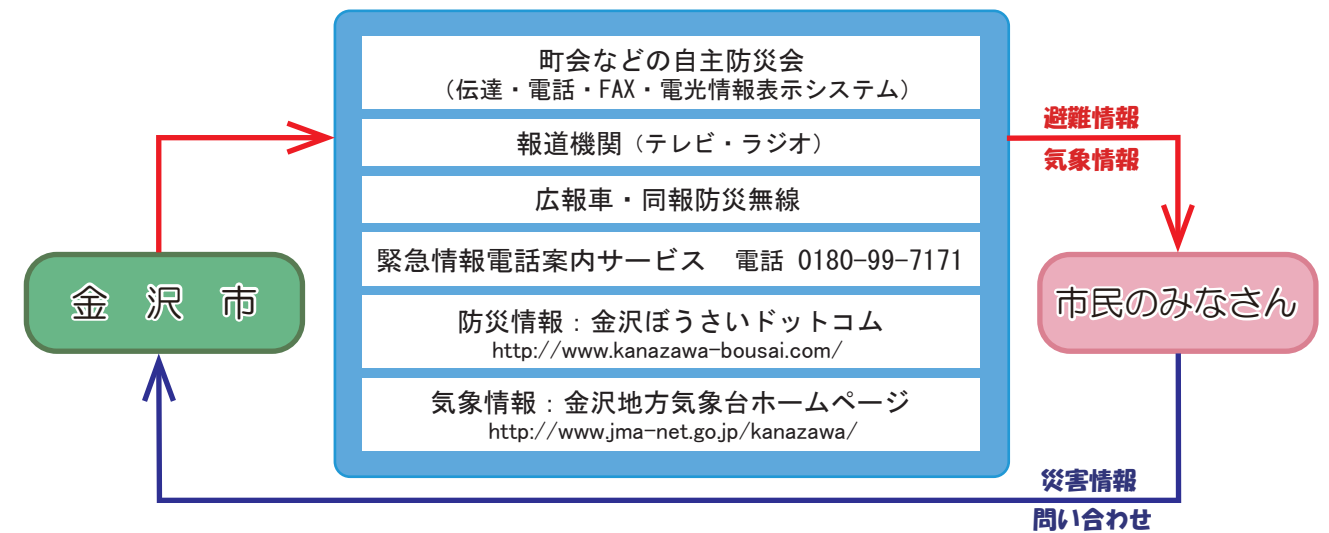 町会などの自主防災会
（伝達・電話・FAX・電光情報表示システム）
報道機関（テレビ・ラジオ）
広報車・同報防災無線
緊急情報電話案内サービス　電話 0180-99-7171
防災情報：金沢ぼうさいドットコム
http://www.kanazawa-bousai.com/
気象情報：金沢地方気象台ホームページ
http://www.jma-net.go.jp/kanazawa/
避難情報
気象情報
金沢市
市民のみなさん
災害情報
問い合わせ